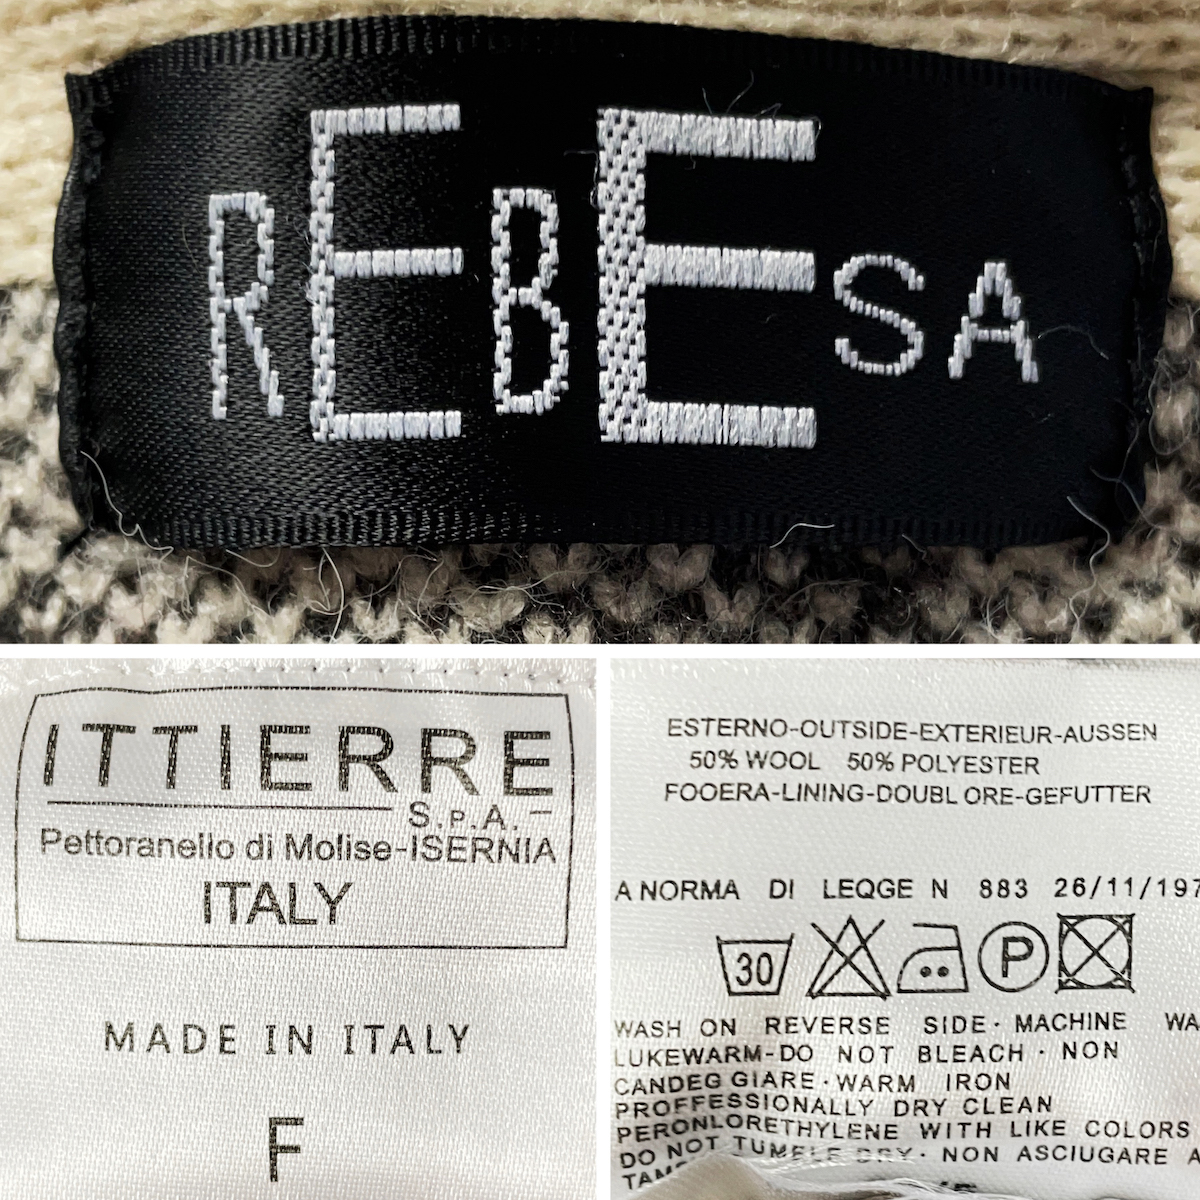 REBESA
ITTIERRE
S.P.A.-
Pettoranello di Molise-ISERNIA
ITALY
MADE IN ITALY
F
ESTERNO-OUTSIDE-EXTERIEUR-AUSSEN
50% WOOL 50% POLYESTER
FOOERA-LINING-DOUBL ORE-GEFUTTER
A NORMA DI LEQGE N 883 26/11/197
30 P
WASH ON REVERSE SIDE· MACHINE WA
LUKEWARM-DO NOT BLEACH · NON
CANDEG GIARE · WARM IRON
PROFFESSIONALLY DRY CLEAN
PERONLORETHYLENE WITH LIKE COLORS
DO NOT TUMFLE DRY · NON ASCIUGARE A